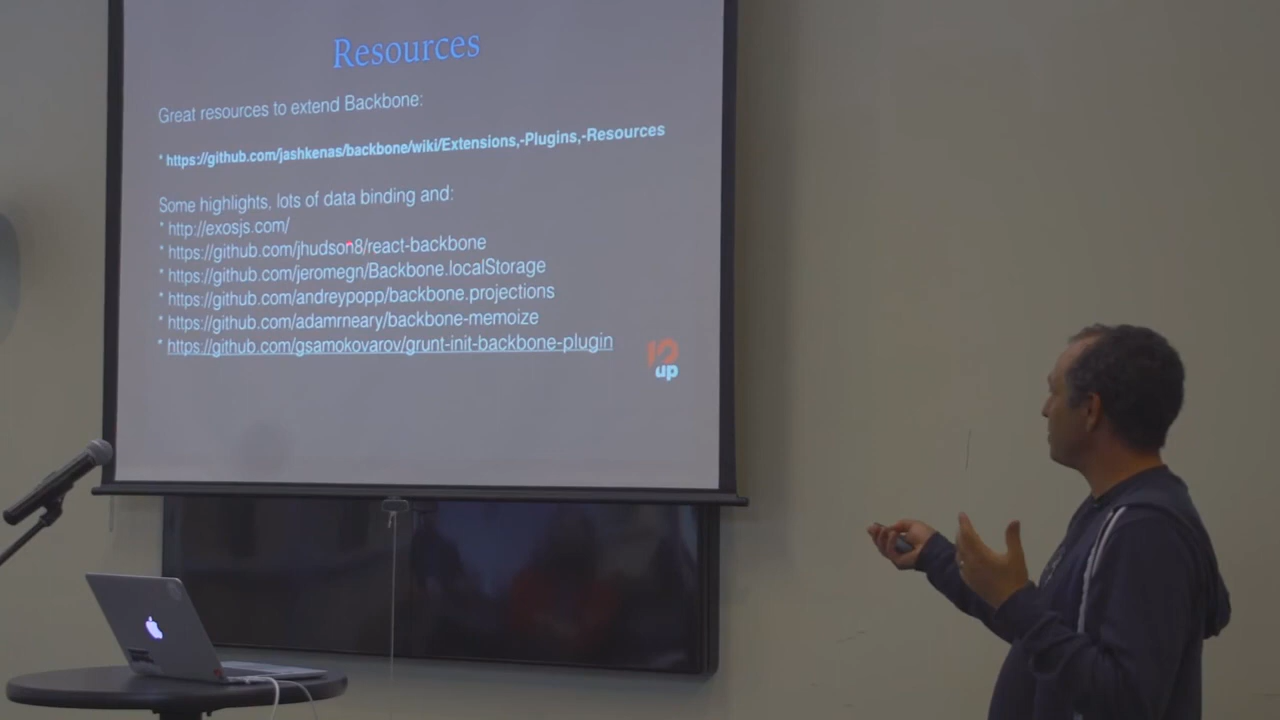 Resources
Great resources to extend Backbone:
* https://github.com/jashkenas/backbone/wiki/Extensions,-Plugins,-Resources
Some highlights, lots of data binding and:
* http://exosjs.com/
* https://github.com/jhudson8/react-backbone
* https://github.com/jeromegn/Backbone.localStorage
* https://github.com/andreypopp/backbone.projections
* https://github.com/adamrneary/backbone-memoize
* https://github.com/gsamokovarov/grunt-init-backbone-plugin
10
up